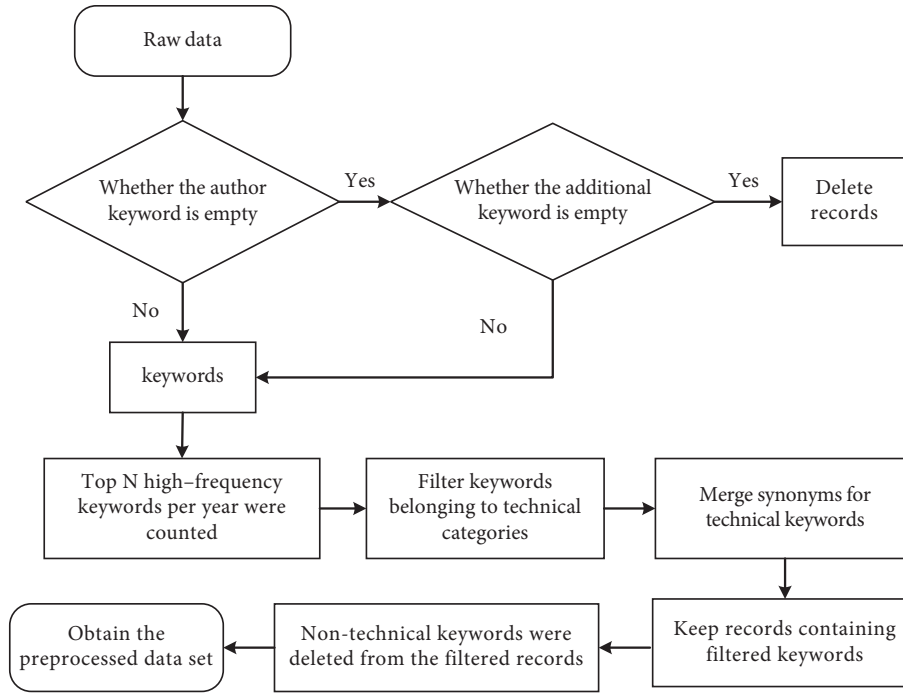 Raw data
Whether the author
keyword is empty
Yes
Whether the additional
keyword is empty
Yes
Delete
records
No
No
keywords
Top N high–frequency
keywords per year were
counted
Filter keywords
belonging to technical
categories
Merge synonyms for
technical keywords
Keep records containing
filtered keywords
Non-technical keywords were
deleted from the filtered records
Obtain the
preprocessed data set